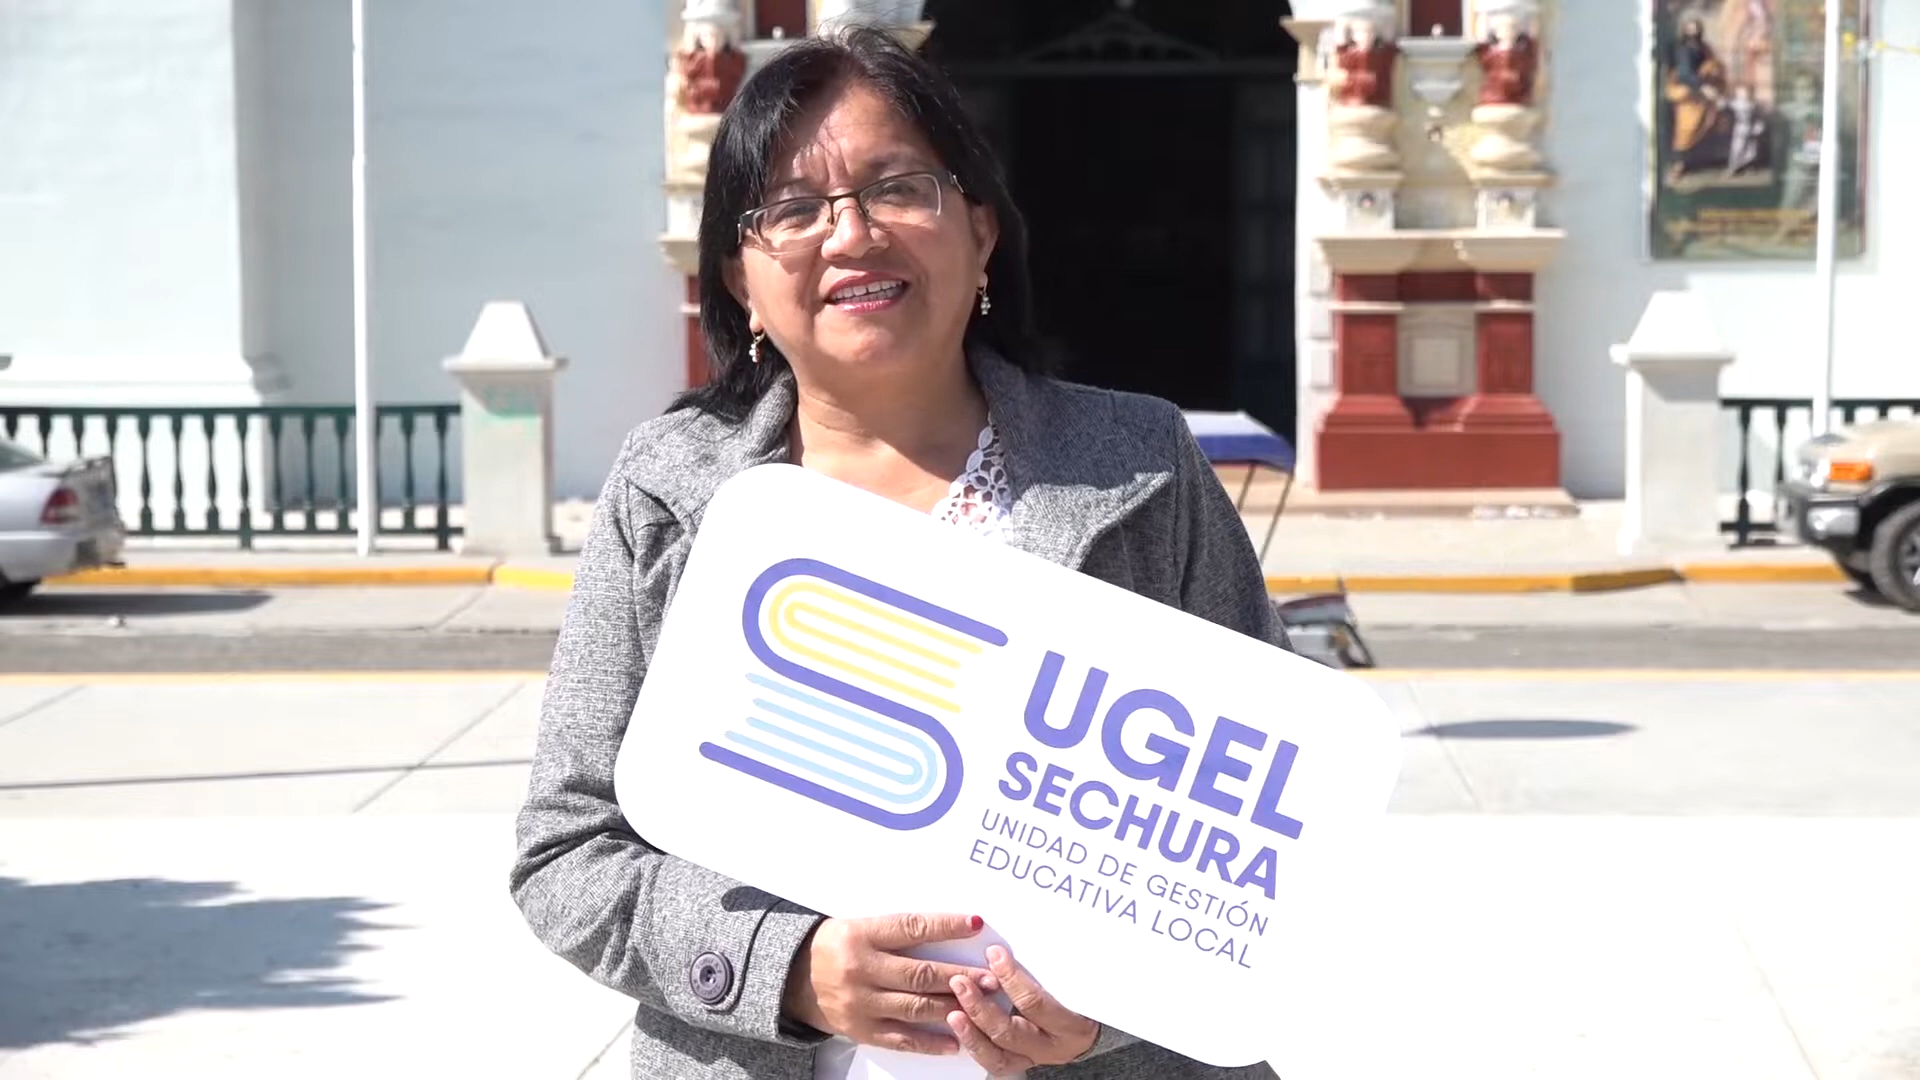 UGEL
SECHURA
UNIDAD DE GESTIÓN
EDUCATIVA LOCAL